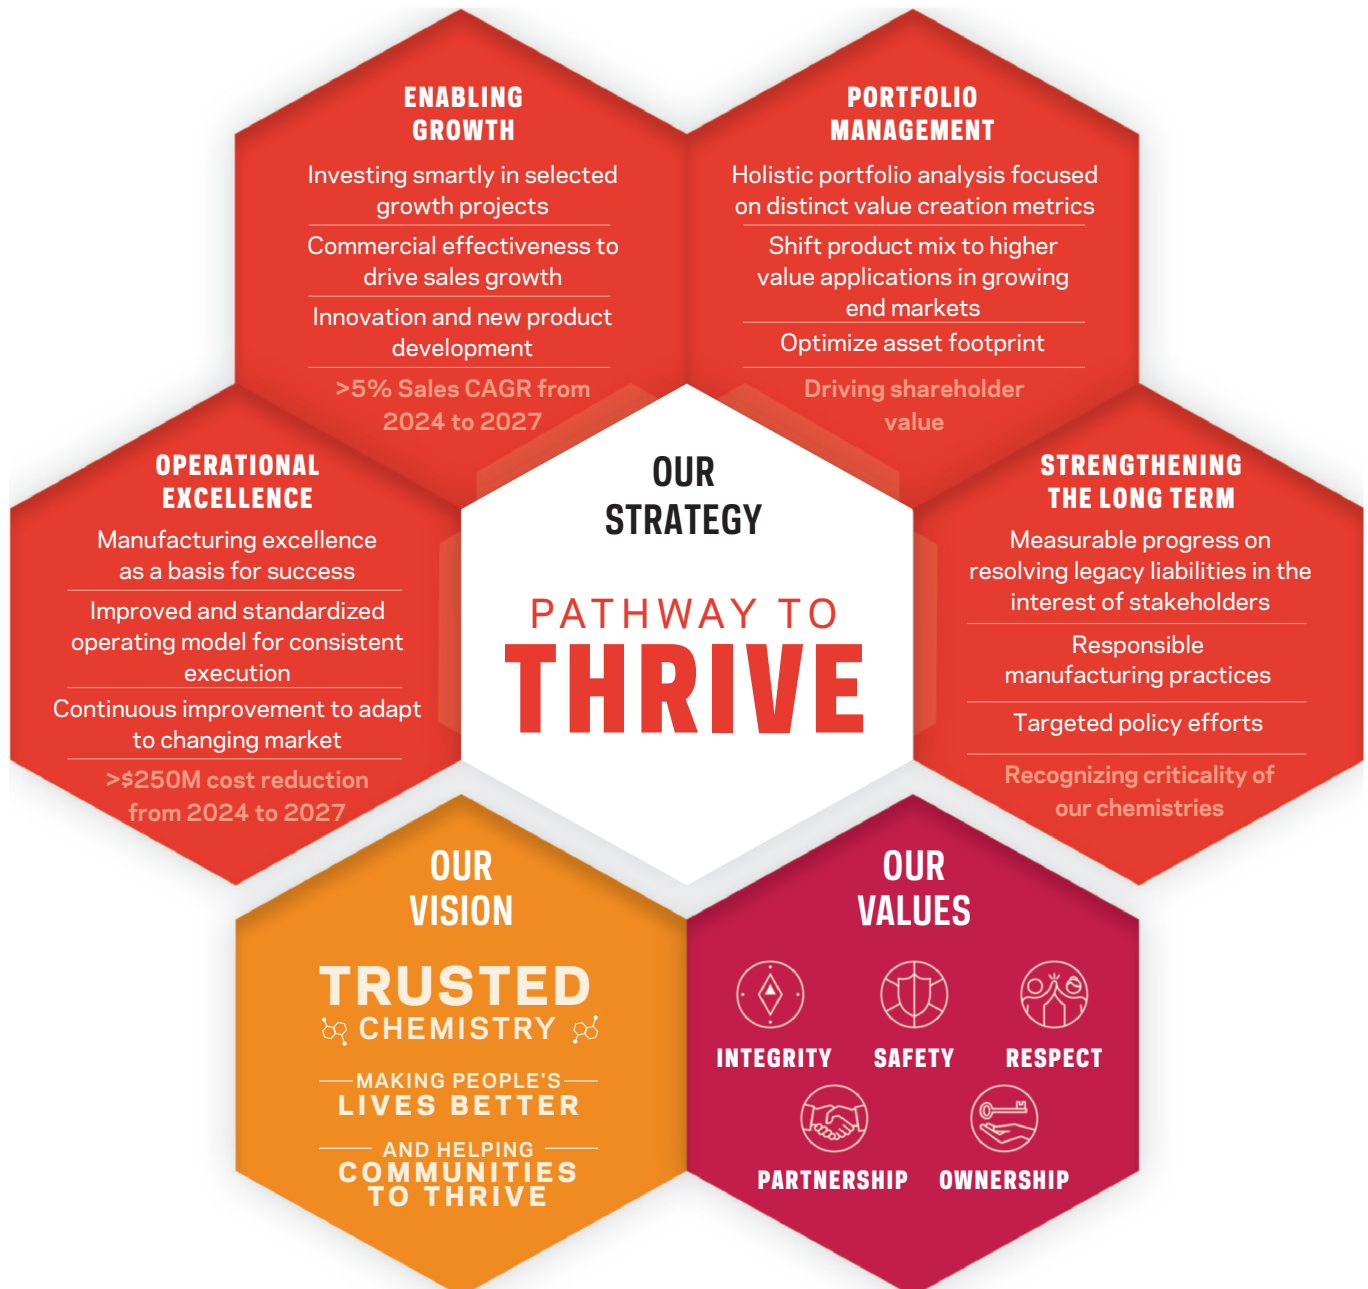 ENABLING
GROWTH
Investing smartly in selected
growth projects
Commercial effectiveness to
drive sales growth
Innovation and new product
development
>5% Sales CAGR from
2024 to 2027
PORTFOLIO
MANAGEMENT
Holistic portfolio analysis focused
on distinct value creation metrics
Shift product mix to higher
value applications in growing
end markets
Optimize asset footprint
Driving shareholder
value
OPERATIONAL
EXCELLENCE
Manufacturing excellence
as a basis for success
Improved and standardized
operating model for consistent
execution
Continuous improvement to adapt
to changing market
>$250M cost reduction
from 2024 to 2027
OUR
STRATEGY
PATHWAY TO
THRIVE
STRENGTHENING
THE LONG TERM
Measurable progress on
resolving legacy liabilities in the
interest of stakeholders
Responsible
manufacturing practices
Targeted policy efforts
Recognizing criticality of
our chemistries
OUR
VISION
TRUSTED
CHEMISTRY
MAKING PEOPLE'S
LIVES BETTER
AND HELPING
COMMUNITIES
TO THRIVE
OUR
VALUES
INTEGRITY
SAFETY
RESPECT
PARTNERSHIP
OWNERSHIP